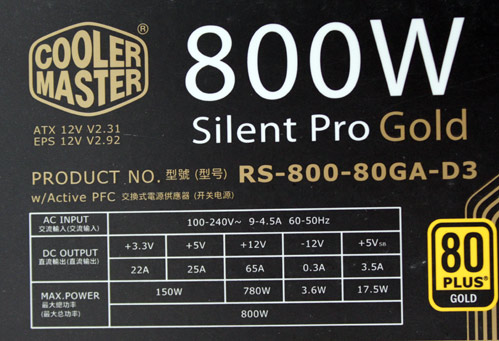 COOLER
MASTER®
800W
Silent Pro Gold
ATX 12V V2.31
EPS 12V V2.92
PRODUCT NO. 型號 (型号) RS-800-80GA-D3
w/Active PFC 交換式電源供應器 (开关电源)
AC INPUT 100-240V~ 9-4.5A 60-50Hz
交流輸入(交流输入)
DC OUTPUT +3.3V +5V +12V -12V +5VSB
直流輸出(直流输出) 22A 25A 65A 0.3A 3.5A
MAX.POWER 150W 780W 3.6W 17.5W
最大總功率
(最大总功率) 800W
80
PLUS®
GOLD